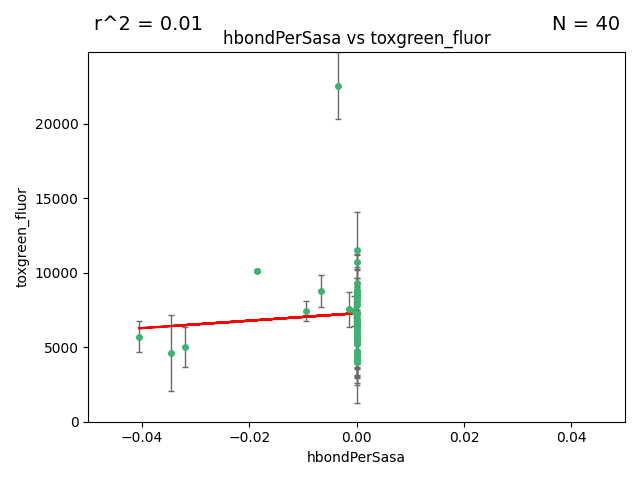 r^2 = 0.01
N = 40
hbondPerSasa vs toxgreen_fluor
20000
15000
10000
5000
0
toxgreen_fluor
−0.04
−0.02
0.00
0.02
0.04
hbondPerSasa